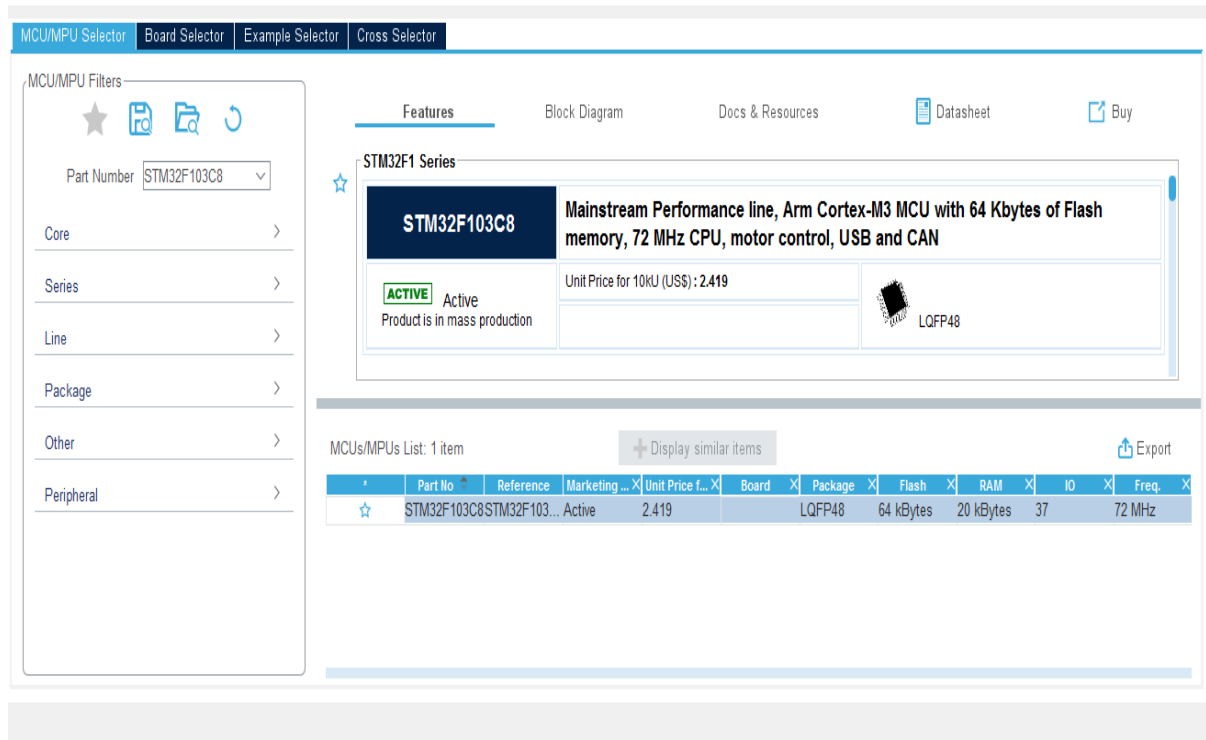 MCU/MPU Selector Board Selector Example Selector Cross Selector
MCU/MPU Filters
Part Number STM32F103C8
Core
Series
Line
Package
Other
Peripheral
Features Block Diagram Docs & Resources Datasheet Buy
STM32F1 Series
STM32F103C8
Mainstream Performance line, Arm Cortex-M3 MCU with 64 Kbytes of Flash
memory, 72 MHz CPU, motor control, USB and CAN
ACTIVE Active
Product is in mass production
Unit Price for 10kU (US$) : 2.419
LQFP48
MCUs/MPUs List: 1 item + Display similar items Export
* Part No Reference Marketing ... X Unit Price f... X Board X Package X Flash X RAM X IO X Freq. X
STM32F103C8 STM32F103... Active 2.419 LQFP48 64 kBytes 20 kBytes 37 72 MHz